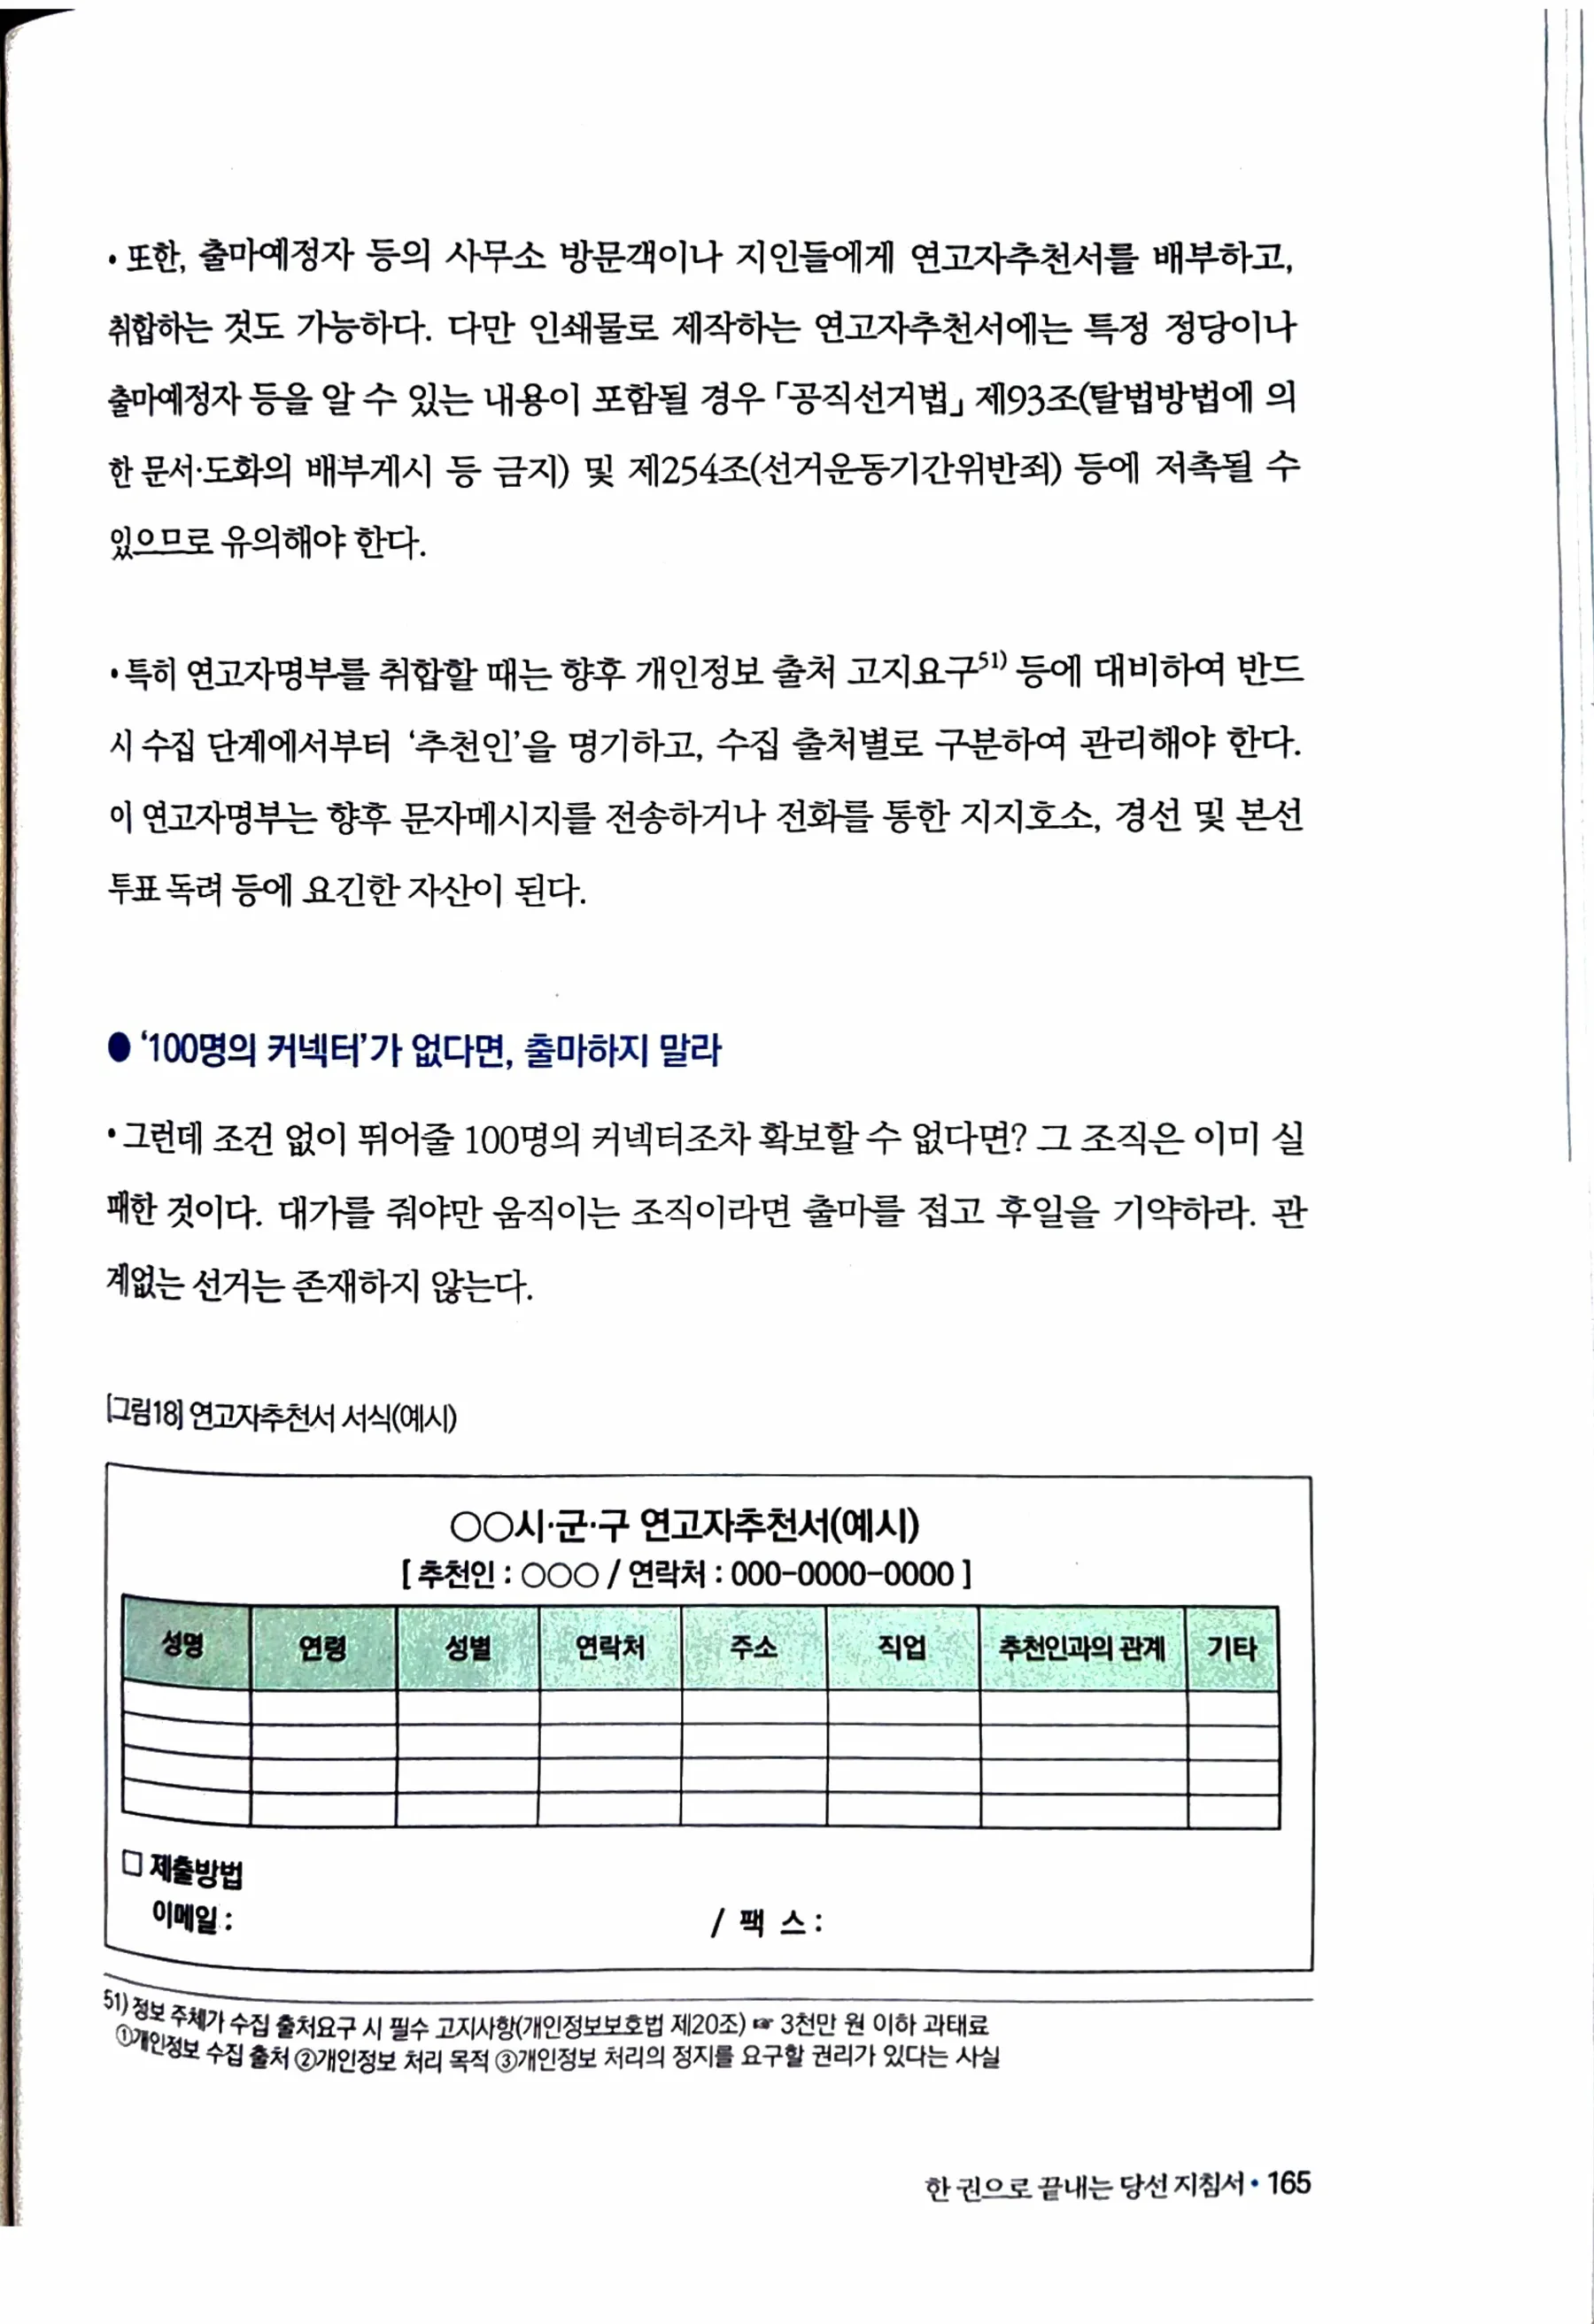 • 또한, 출마예정자 등의 사무소 방문객이나 지인들에게 연고자추천서를 배부하고,
취합하는 것도 가능하다. 다만 인쇄물로 제작하는 연고자추천서에는 특정 정당이나
출마예정자 등을 알 수 있는 내용이 포함될 경우 「공직선거법」 제93조(탈법방법에 의
한 문서·도화의 배부게시 등 금지) 및 제254조(선거운동기간위반죄) 등에 저촉될 수
있으므로 유의해야 한다.
• 특히 연고자명부를 취합할 때는 향후 개인정보 출처 고지요구51) 등에 대비하여 반드
시 수집 단계에서부터 ‘추천인’을 명기하고, 수집 출처별로 구분하여 관리해야 한다.
이 연고자명부는 향후 문자메시지를 전송하거나 전화를 통한 지지호소, 경선 및 본선
투표 독려 등에 요긴한 자산이 된다.
● ‘100명의 커넥터’가 없다면, 출마하지 말라
• 그런데 조건 없이 뛰어줄 100명의 커넥터조차 확보할 수 없다면? 그 조직은 이미 실
패한 것이다. 대가를 줘야만 움직이는 조직이라면 출마를 접고 후일을 기약하라. 관
계없는 선거는 존재하지 않는다.
[그림18] 연고자추천서 서식(예시)
○○시·군·구 연고자추천서(예시)
[ 추천인 : ○○○ / 연락처 : 000-0000-0000 ]
성명 연령 성별 연락처 주소 직업 추천인과의 관계 기타
□ 제출방법
이메일 : / 팩 스 :
51) 정보 주체가 수집 출처요구 시 필수 고지사항(개인정보보호법 제20조) ☞ 3천만 원 이하 과태료
①개인정보 수집 출처 ②개인정보 처리 목적 ③개인정보 처리의 정지를 요구할 권리가 있다는 사실
한 권으로 끝내는 당선 지침서 • 165